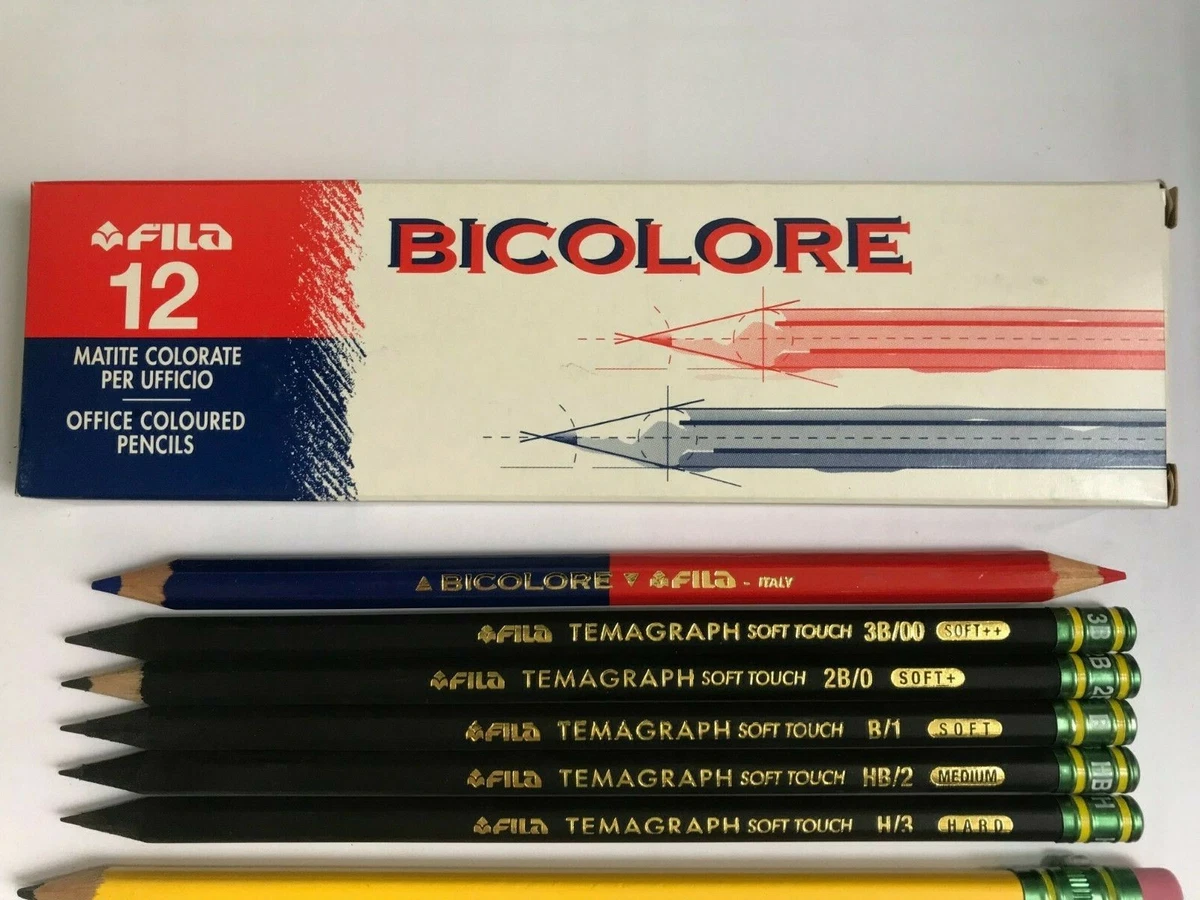 FILA
12
MATITE COLORATE
PER UFFICIO
OFFICE COLOURED
PENCILS
BICOLORE
BICOLORE FILA - ITALY
FILA TEMAGRAPH SOFT TOUCH 3B/00 SOFT++ 3B
FILA TEMAGRAPH SOFT TOUCH 2B/0 SOFT+
FILA TEMAGRAPH SOFT TOUCH B/1 SOFT
FILA TEMAGRAPH SOFT TOUCH HB/2 MEDIUM HB
FILA TEMAGRAPH SOFT TOUCH H/3 HARD